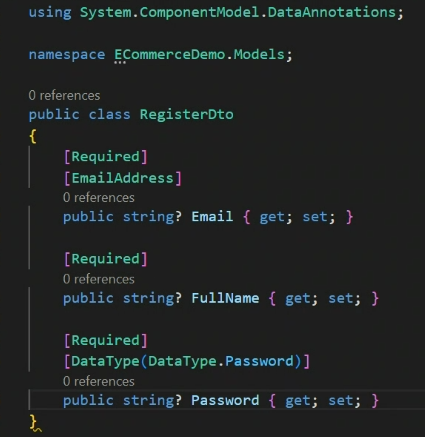 using System.ComponentModel.DataAnnotations;
namespace ECommerceDemo.Models;
0 references
public class RegisterDto
{
[Required]
[EmailAddress]
0 references
public string? Email { get; set; }
[Required]
0 references
public string? FullName { get; set; }
[Required]
[DataType(DataType.Password)]
0 references
public string? Password { get; set; }
}